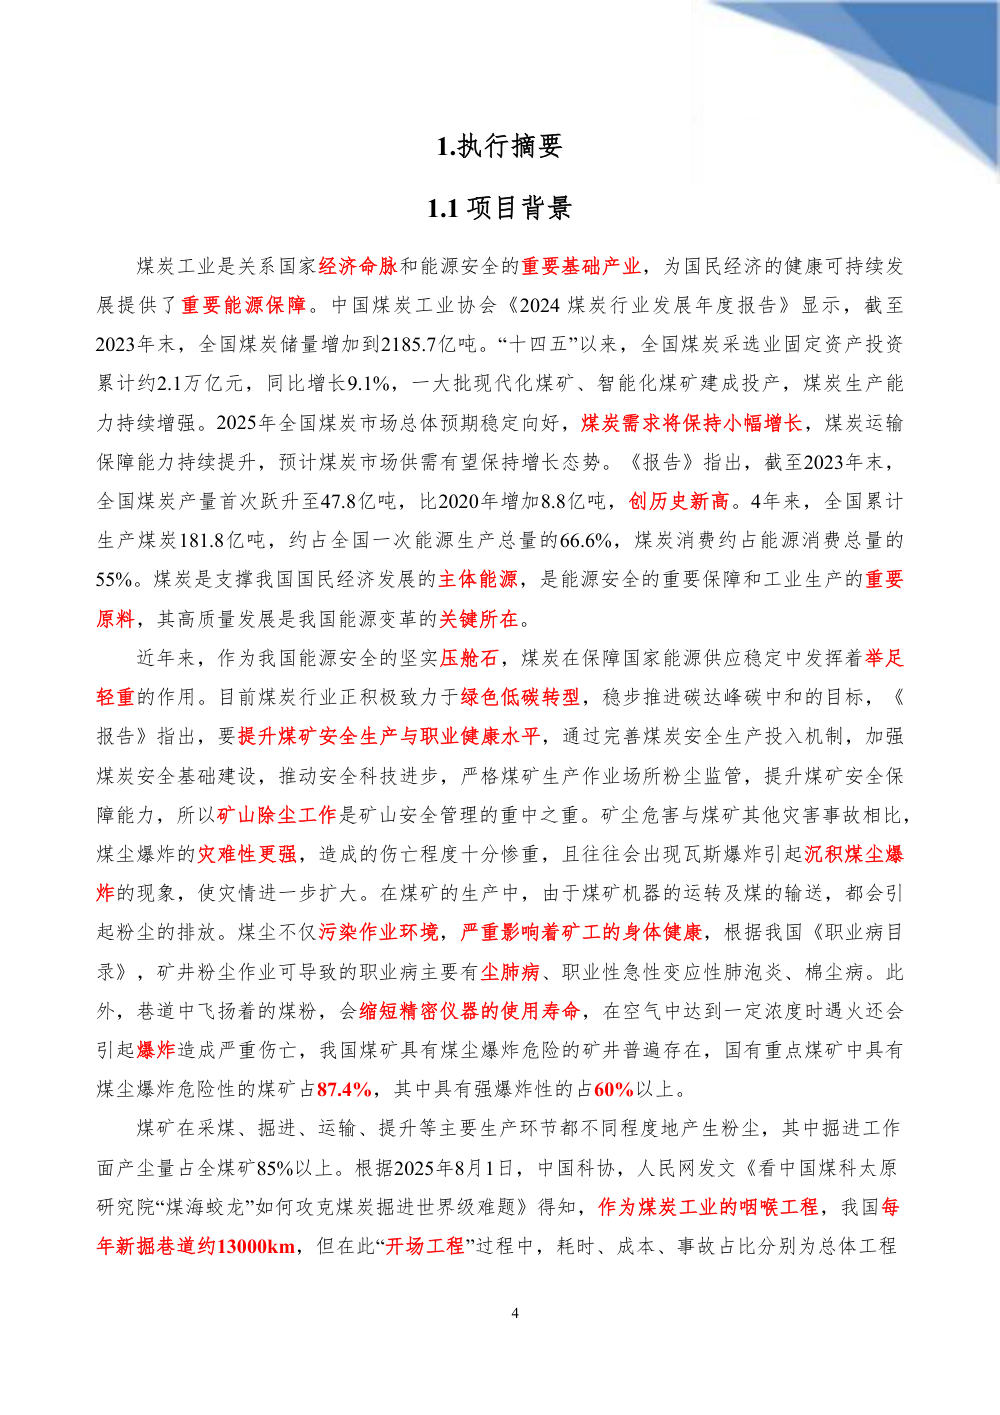 1.执行摘要
1.1 项目背景
煤炭工业是关系国家经济命脉和能源安全的重要基础产业，为国民经济的健康可持续发
展提供了重要能源保障。中国煤炭工业协会《2024 煤炭行业发展年度报告》显示，截至
2023年末，全国煤炭储量增加到2185.7亿吨。“十四五”以来，全国煤炭采选业固定资产投资
累计约2.1万亿元，同比增长9.1%，一大批现代化煤矿、智能化煤矿建成投产，煤炭生产能
力持续增强。2025年全国煤炭市场总体预期稳定向好，煤炭需求将保持小幅增长，煤炭运输
保障能力持续提升，预计煤炭市场供需有望保持增长态势。《报告》指出，截至2023年末，
全国煤炭产量首次跃升至47.8亿吨，比2020年增加8.8亿吨，创历史新高。4年来，全国累计
生产煤炭181.8亿吨，约占全国一次能源生产总量的66.6%，煤炭消费约占能源消费总量的
55%。煤炭是支撑我国国民经济发展的主体能源，是能源安全的重要保障和工业生产的重要
原料，其高质量发展是我国能源变革的关键所在。
近年来，作为我国能源安全的坚实压舱石，煤炭在保障国家能源供应稳定中发挥着举足
轻重的作用。目前煤炭行业正积极致力于绿色低碳转型，稳步推进碳达峰碳中和的目标，《
报告》指出，要提升煤矿安全生产与职业健康水平，通过完善煤炭安全生产投入机制，加强
煤炭安全基础建设，推动安全科技进步，严格煤矿生产作业场所粉尘监管，提升煤矿安全保
障能力，所以矿山除尘工作是矿山安全管理的重中之重。矿尘危害与煤矿其他灾害事故相比，
煤尘爆炸的灾难性更强，造成的伤亡程度十分惨重，且往往会出现瓦斯爆炸引起沉积煤尘爆
炸的现象，使灾情进一步扩大。在煤矿的生产中，由于煤矿机器的运转及煤的输送，都会引
起粉尘的排放。煤尘不仅污染作业环境，严重影响着矿工的身体健康，根据我国《职业病目
录》，矿井粉尘作业可导致的职业病主要有尘肺病、职业性急性变应性肺泡炎、棉尘病。此
外，巷道中飞扬着的煤粉，会缩短精密仪器的使用寿命，在空气中达到一定浓度时遇火还会
引起爆炸造成严重伤亡，我国煤矿具有煤尘爆炸危险的矿井普遍存在，国有重点煤矿中具有
煤尘爆炸危险性的煤矿占87.4%，其中具有强爆炸性的占60%以上。
煤矿在采煤、掘进、运输、提升等主要生产环节都不同程度地产生粉尘，其中掘进工作
面产尘量占全煤矿85%以上。根据2025年8月1日，中国科协，人民网发文《看中国煤科太原
研究院“煤海蛟龙”如何攻克煤炭掘进世界级难题》得知，作为煤炭工业的咽喉工程，我国每
年新掘巷道约13000km，但在此“开场工程”过程中，耗时、成本、事故占比分别为总体工程
4